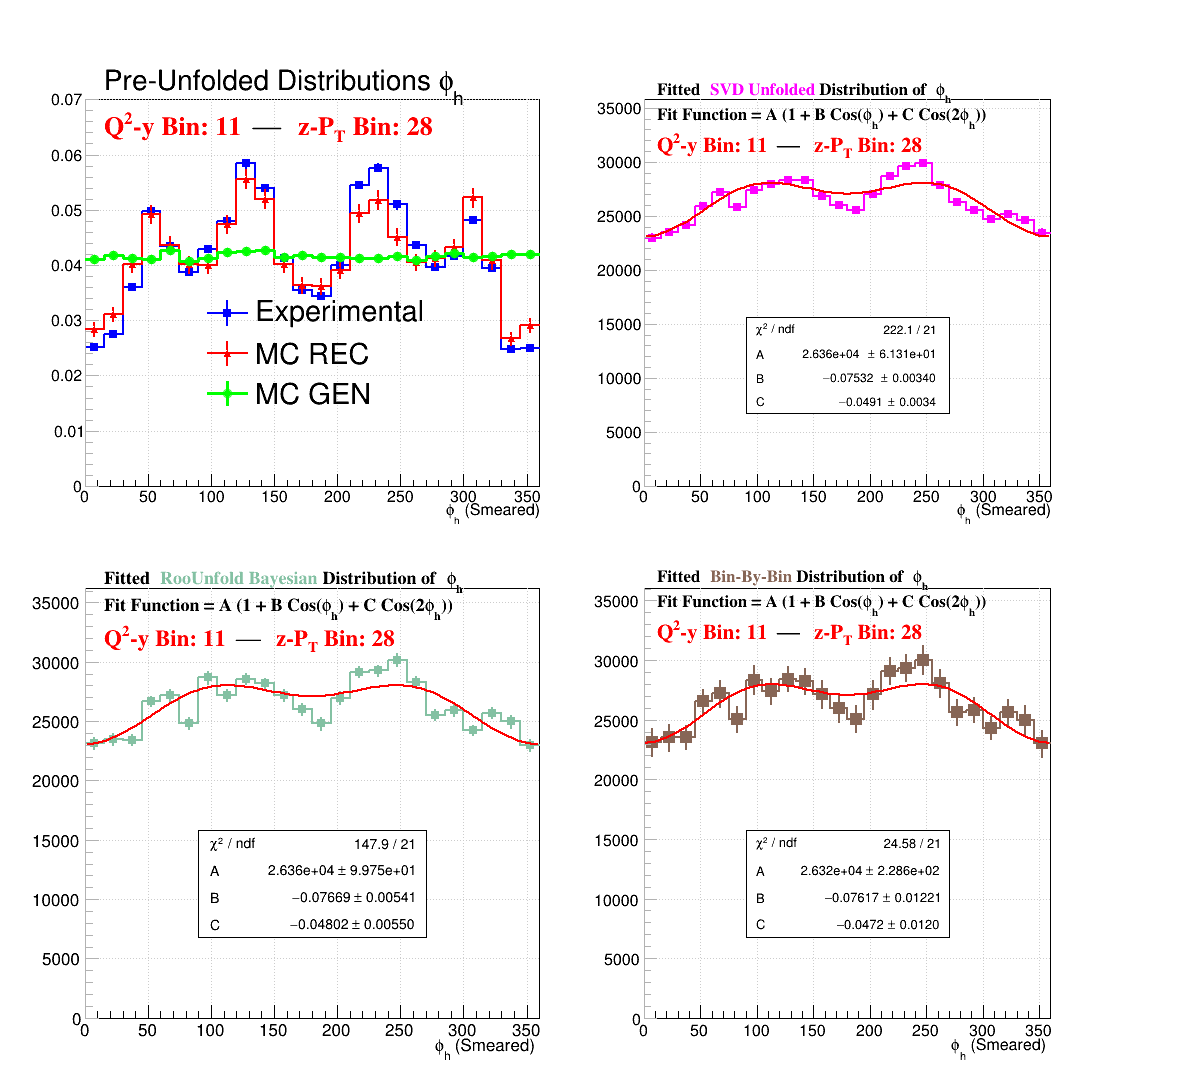 Pre-Unfolded Distributions ϕh
0.07
Q2-y Bin: 11 — z-PT Bin: 28
0.06
0.05
0.04
0.03
0.02
0.01
0
Experimental
MC REC
MC GEN
0 50 100 150 200 250 300 350
ϕh (Smeared)
Fitted SVD Unfolded Distribution of ϕh
Fit Function = A (1 + B Cos(ϕh) + C Cos(2ϕh))
Q2-y Bin: 11 — z-PT Bin: 28
35000
30000
25000
20000
15000
10000
5000
0
χ2 / ndf 222.1 / 21
A 2.636e+04 ± 6.131e+01
B −0.07532 ± 0.00340
C −0.0491 ± 0.0034
0 50 100 150 200 250 300 350
ϕh (Smeared)
Fitted RooUnfold Bayesian Distribution of ϕh
Fit Function = A (1 + B Cos(ϕh) + C Cos(2ϕh))
Q2-y Bin: 11 — z-PT Bin: 28
35000
30000
25000
20000
15000
10000
5000
0
χ2 / ndf 147.9 / 21
A 2.636e+04 ± 9.975e+01
B −0.07669 ± 0.00541
C −0.04802 ± 0.00550
0 50 100 150 200 250 300 350
ϕh (Smeared)
Fitted Bin-By-Bin Distribution of ϕh
Fit Function = A (1 + B Cos(ϕh) + C Cos(2ϕh))
Q2-y Bin: 11 — z-PT Bin: 28
35000
30000
25000
20000
15000
10000
5000
0
χ2 / ndf 24.58 / 21
A 2.632e+04 ± 2.286e+02
B −0.07617 ± 0.01221
C −0.0472 ± 0.0120
0 50 100 150 200 250 300 350
ϕh (Smeared)